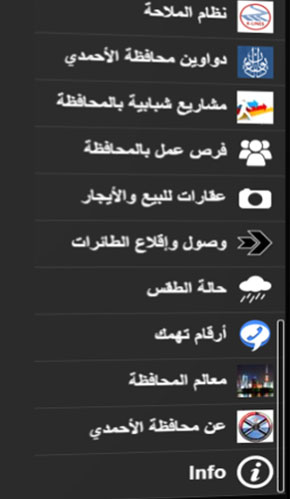 نظام الملاحة
دواوين محافظة الأحمدي
مشاريع شبابية بالمحافظة
فرص عمل بالمحافظة
عقارات للبيع والأيجار
وصول وإقلاع الطائرات
حالة الطقس
أرقام تهمك
معالم المحافظة
عن محافظة الأحمدي
Info